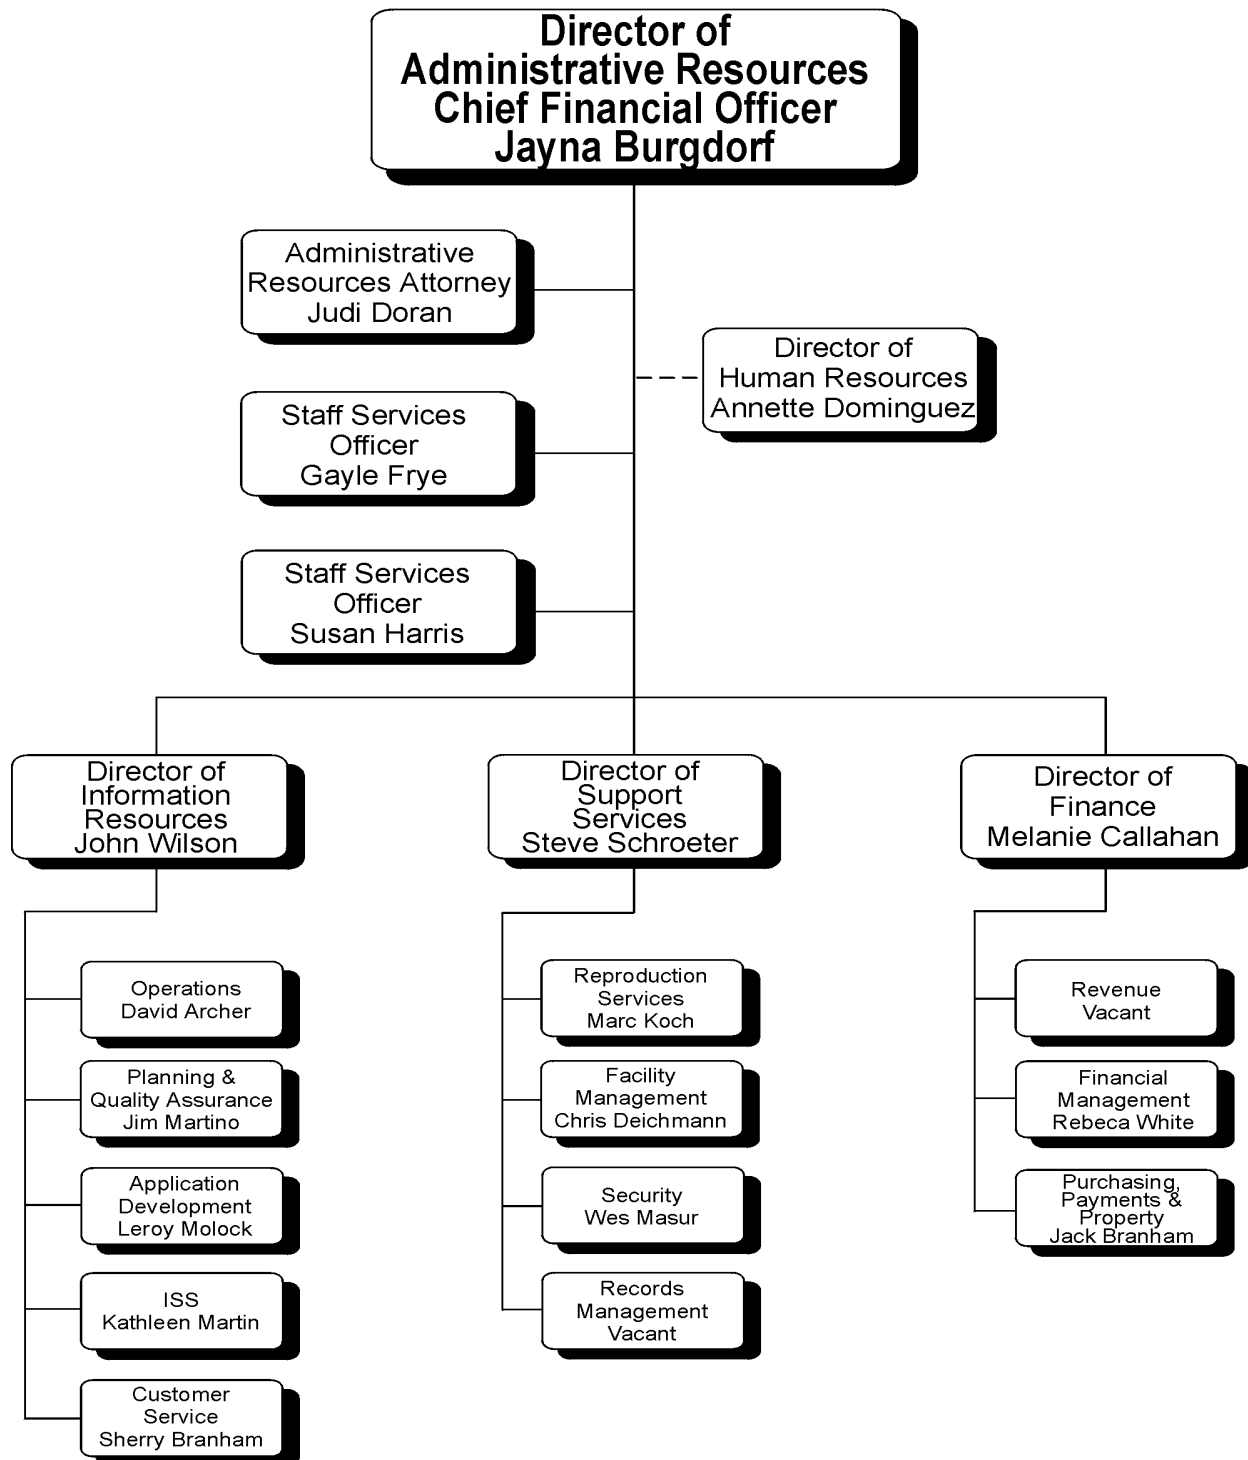 Director of
Administrative Resources
Chief Financial Officer
Jayna Burgdorf
Administrative
Resources Attorney
Judi Doran
Director of
Human Resources
Annette Dominguez
Staff Services
Officer
Gayle Frye
Staff Services
Officer
Susan Harris
Director of
Information
Resources
John Wilson
Director of
Support
Services
Steve Schroeter
Director of
Finance
Melanie Callahan
Operations
David Archer
Planning &
Quality Assurance
Jim Martino
Application
Development
Leroy Molock
ISS
Kathleen Martin
Customer
Service
Sherry Branham
Reproduction
Services
Marc Koch
Facility
Management
Chris Deichmann
Security
Wes Masur
Records
Management
Vacant
Revenue
Vacant
Financial
Management
Rebeca White
Purchasing,
Payments &
Property
Jack Branham